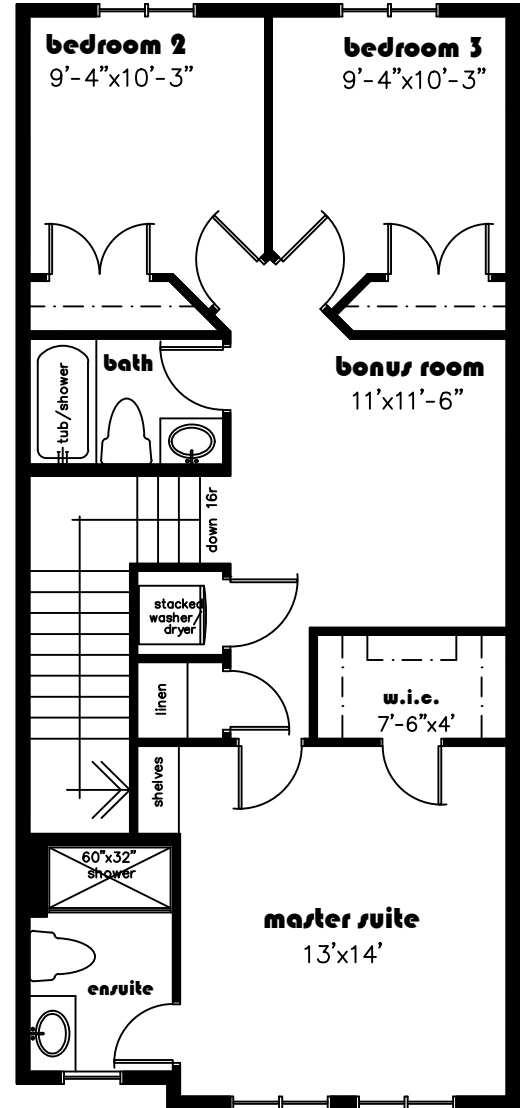 bedroom 2
9'-4"x10'-3"
bedroom 3
9'-4"x10'-3"
bath
tub/shower
bonus room
11'x11'-6"
down 16r
stacked
washer/
dryer
linen
w.i.c.
7'-6"x4'
shelves
60"x32"
shower
master suite
13'x14'
ensuite